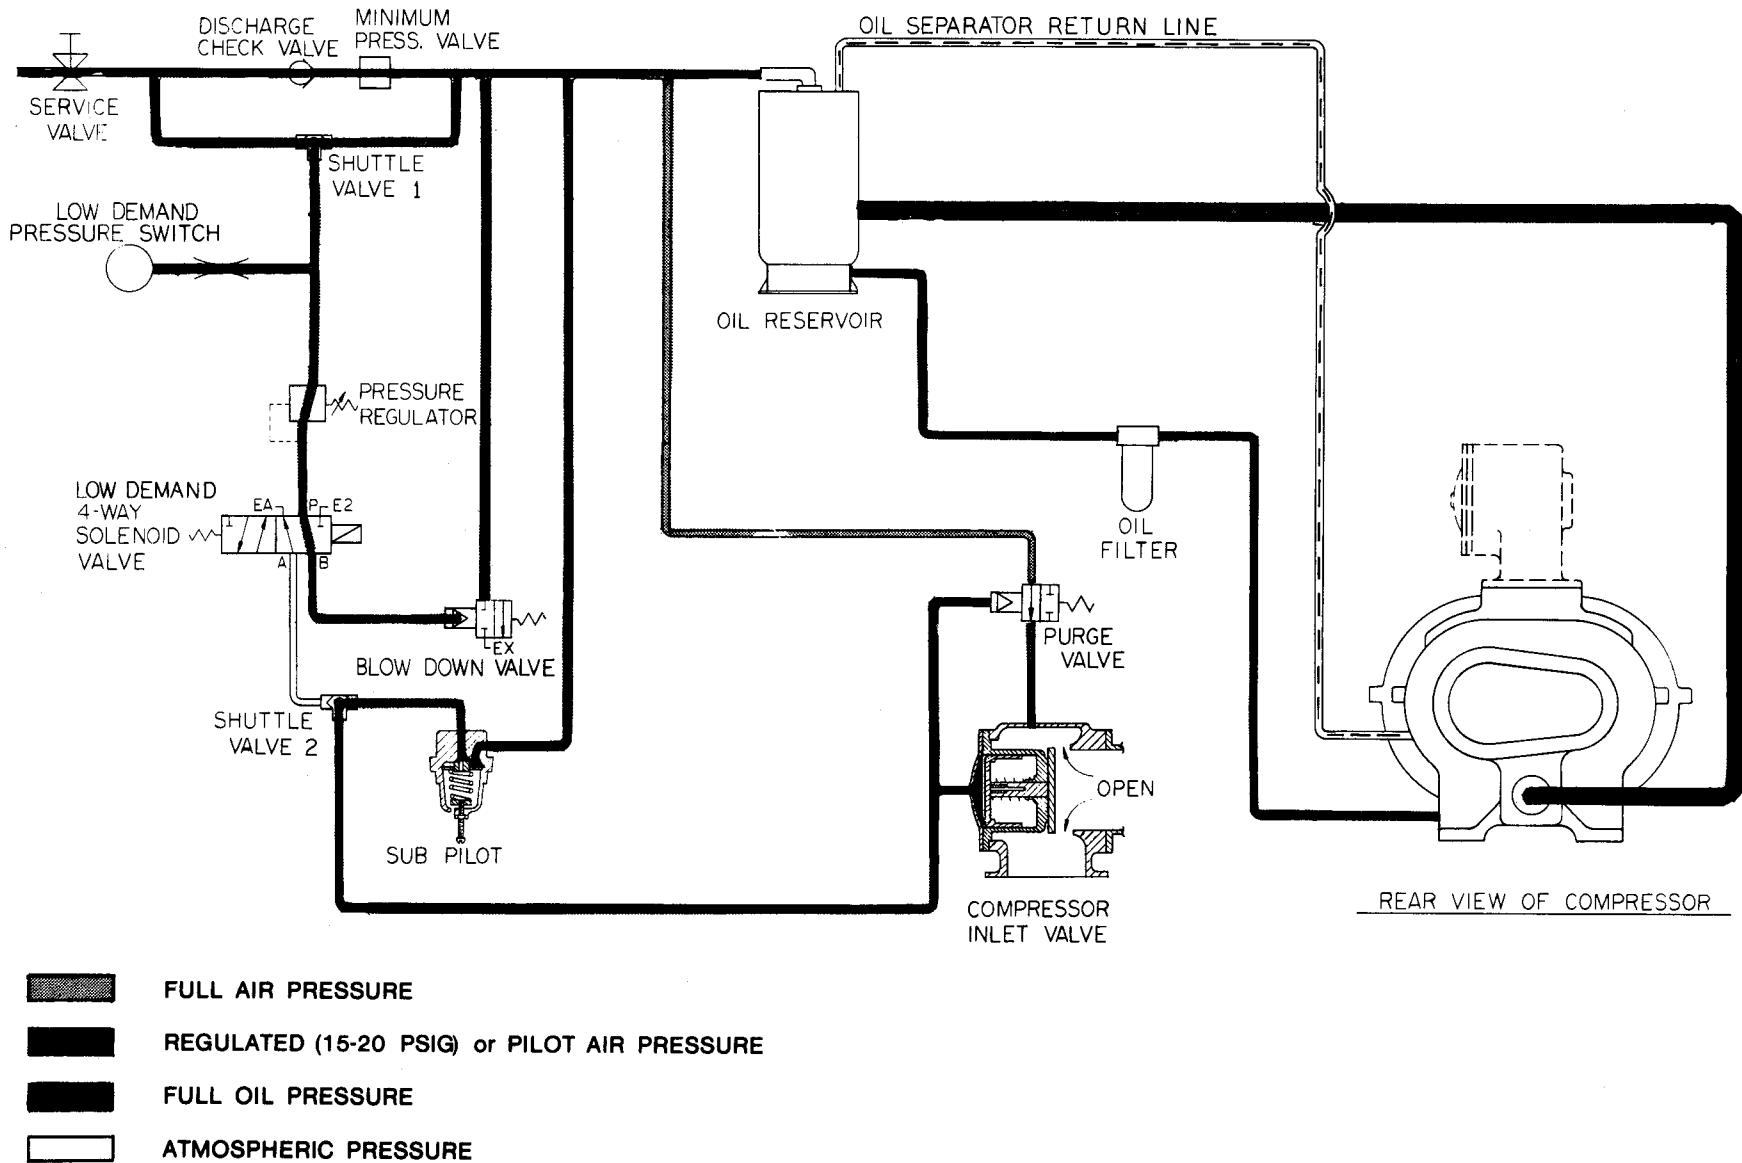 DISCHARGE
CHECK VALVE
MINIMUM
PRESS. VALVE
OIL SEPARATOR RETURN LINE
SERVICE
VALVE
SHUTTLE
VALVE 1
LOW DEMAND
PRESSURE SWITCH
OIL RESERVOIR
PRESSURE
REGULATOR
LOW DEMAND
4-WAY
SOLENOID
VALVE
EA
P
E2
A
B
OIL
FILTER
EX
BLOW DOWN VALVE
PURGE
VALVE
SHUTTLE
VALVE 2
OPEN
SUB PILOT
COMPRESSOR
INLET VALVE
REAR VIEW OF COMPRESSOR
FULL AIR PRESSURE
REGULATED (15-20 PSIG) or PILOT AIR PRESSURE
FULL OIL PRESSURE
ATMOSPHERIC PRESSURE